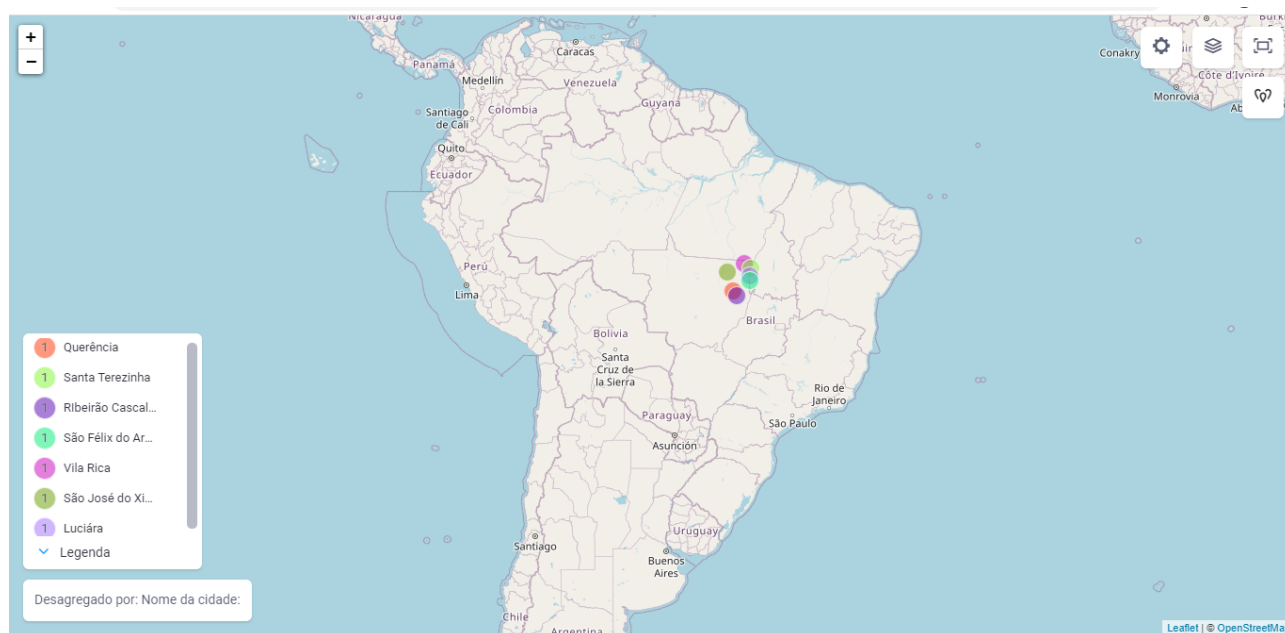 Nicaragua
Caracas
Panamá
Medellín
Venezuela
Guyana
Colombia
Santiago
de Cali
Quito
Ecuador
Perú
Lima
Bolivia
Santa
Cruz de
la Sierra
Brasil
Rio de
Janeiro
São Paulo
Paraguay
Asunción
Uruguay
Santiago
Buenos
Aires
Chile
Argentina
Conakry
Côte d'Ivoire
Monrovia
+
−
1 Querência
1 Santa Terezinha
1 RIbeirão Cascal...
1 São Félix do Ar...
1 Vila Rica
1 São José do Xi...
1 Luciára
Legenda
Desagregado por: Nome da cidade:
Leaflet | © OpenStreetMa